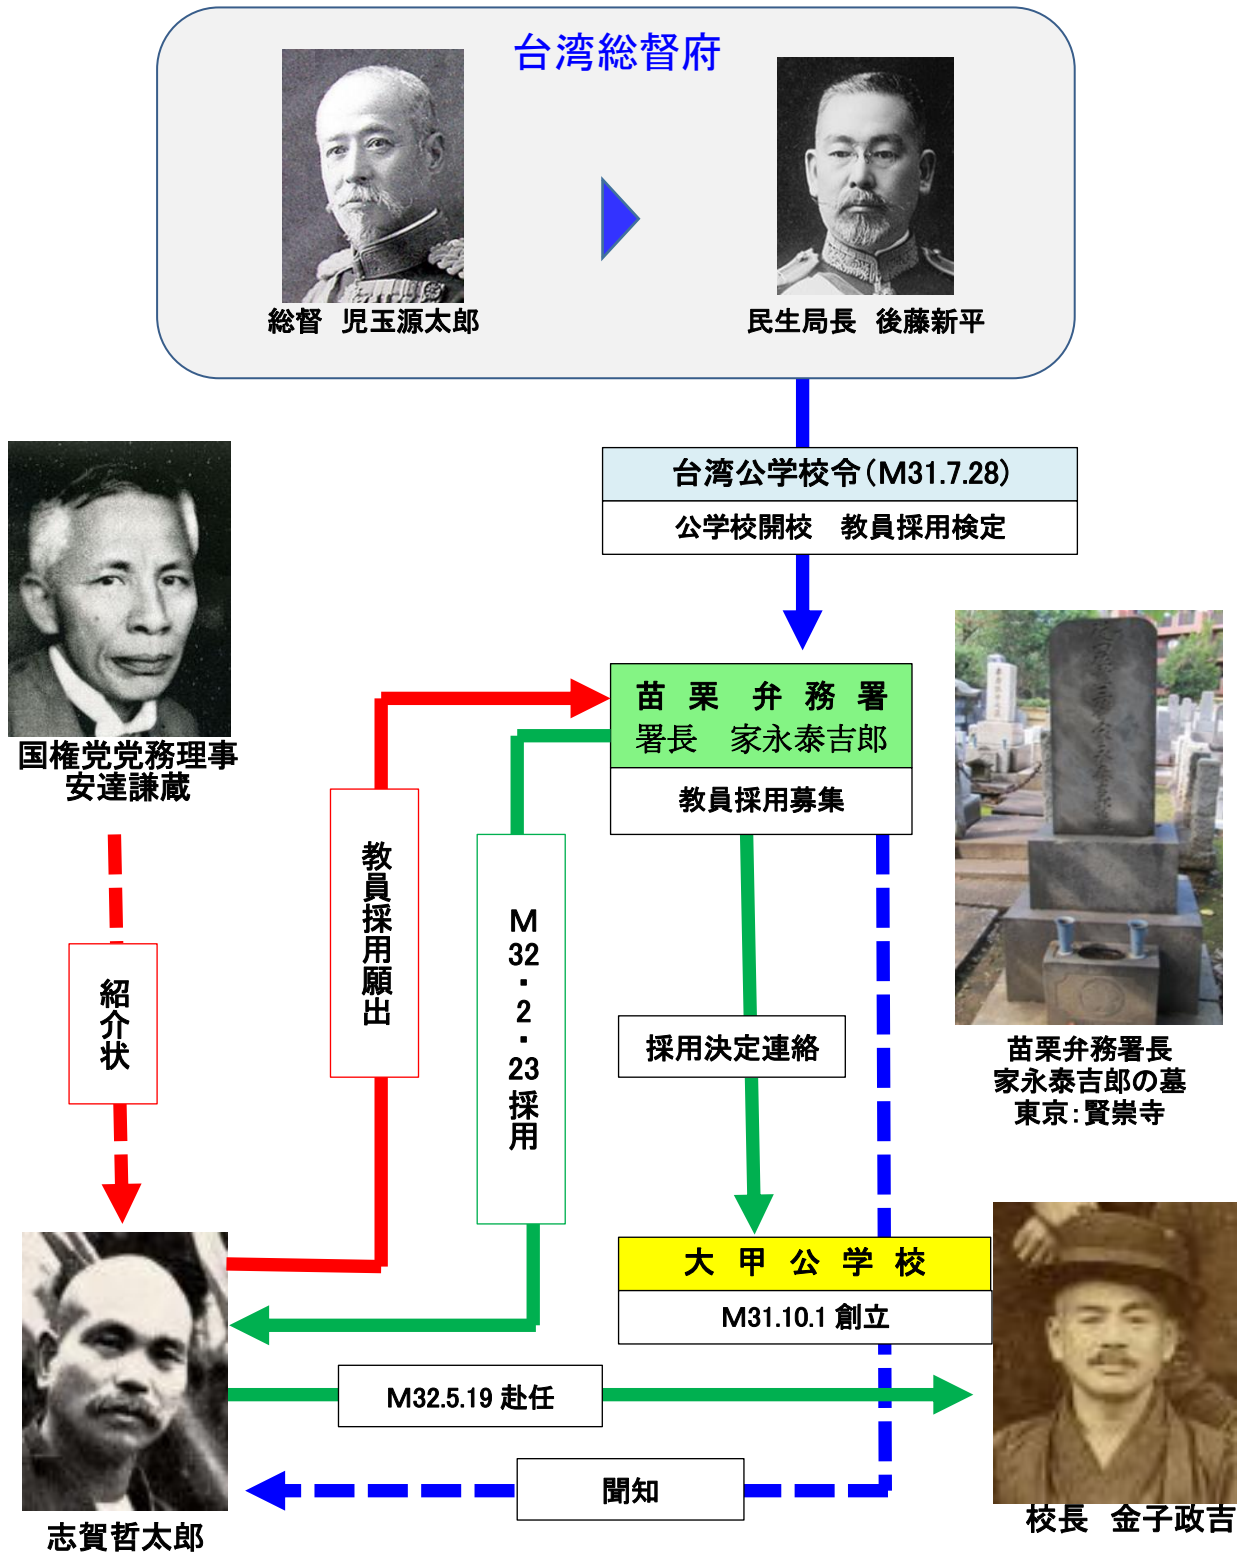 台湾総督府
総督　児玉源太郎
民生局長　後藤新平
台湾公学校令（M31.7.28）
公学校開校　教員採用検定
国権党党務理事
安達謙蔵
苗　栗　弁　務　署
署長　家永泰吉郎
教員採用募集
教員採用願出
M32・2・23採用
紹介状
採用決定連絡
苗栗弁務署長
家永泰吉郎の墓
東京：賢崇寺
大　甲　公　学　校
M31.10.1 創立
M32.5.19 赴任
聞知
志賀哲太郎
校長　金子政吉